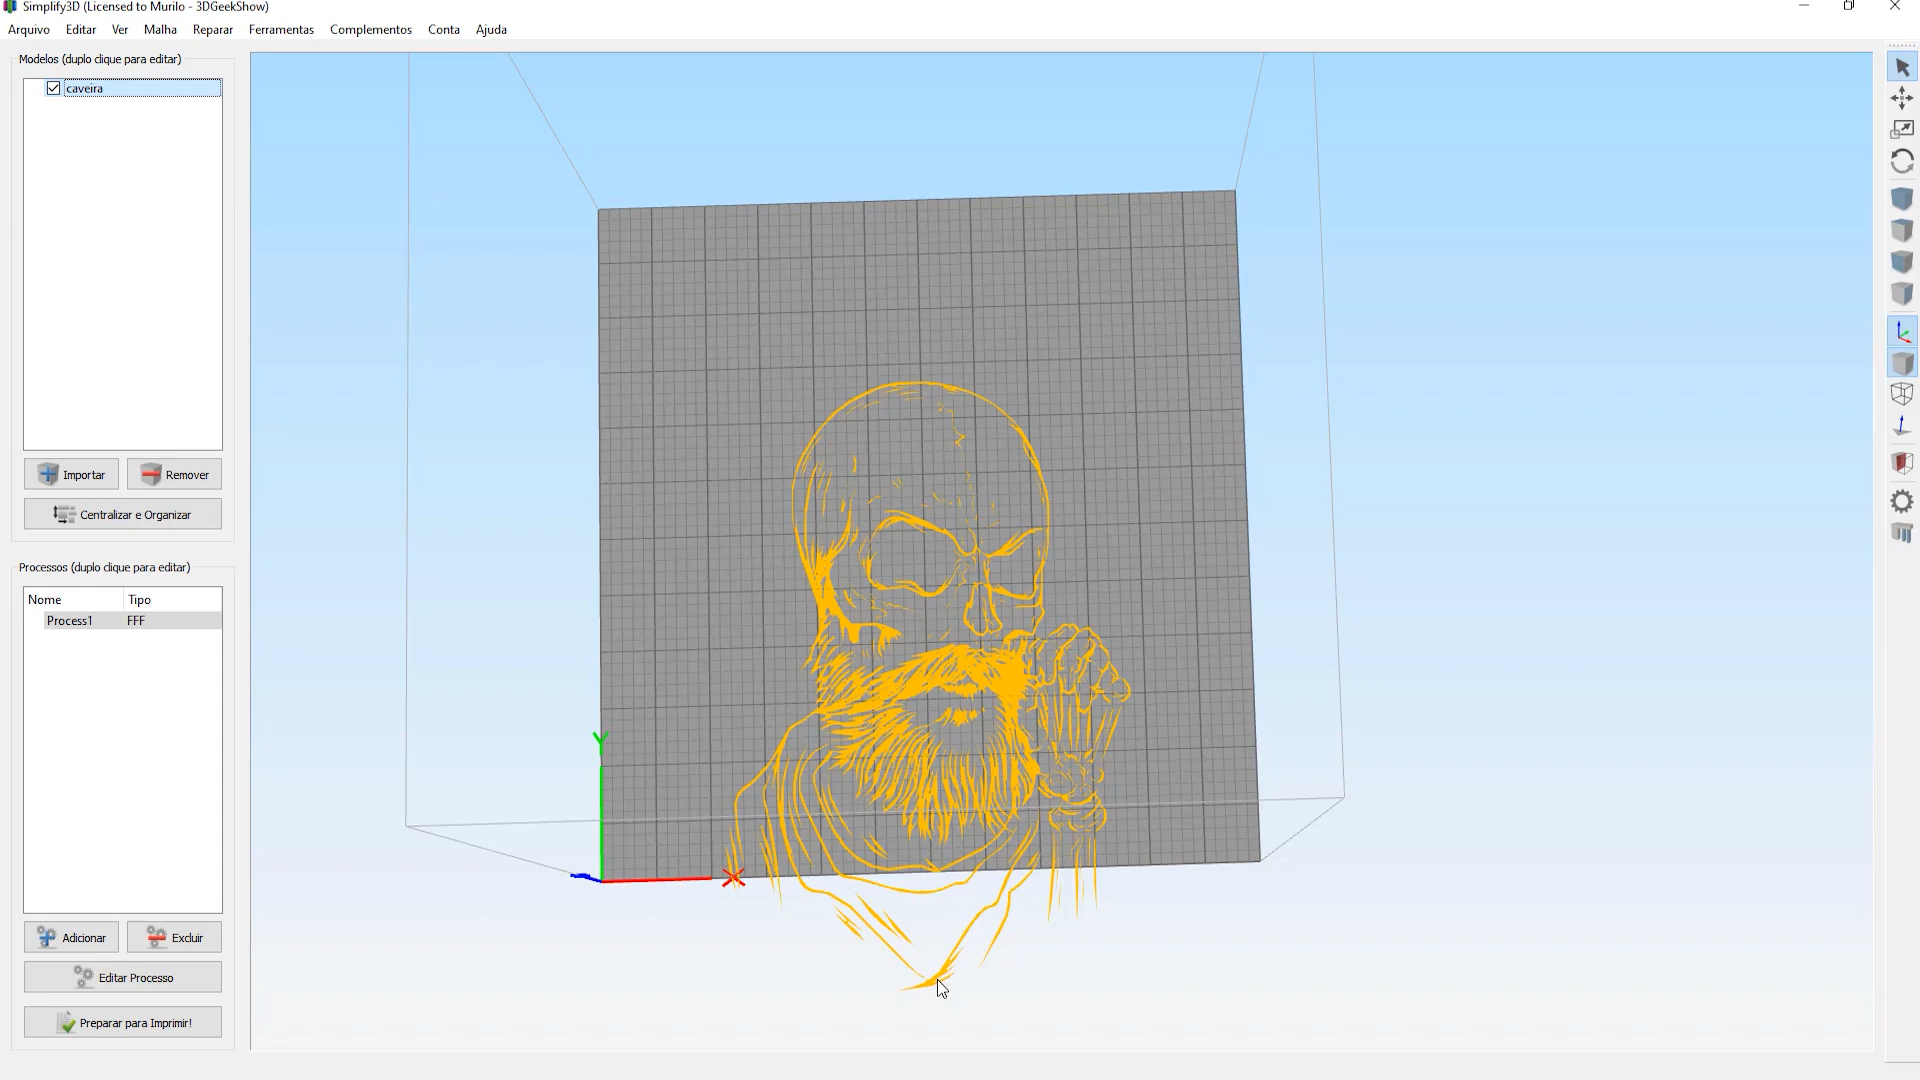 Simplify3D (Licensed to Murilo - 3DGeekShow)
Arquivo Editar Ver Malha Reparar Ferramentas Complementos Conta Ajuda
Modelos (duplo clique para editar)
caveira
Importar Remover
Centralizar e Organizar
Processos (duplo clique para editar)
Nome Tipo
Process1 FFF
Adicionar Excluir
Editar Processo
Preparar para Imprimir!
Y
X